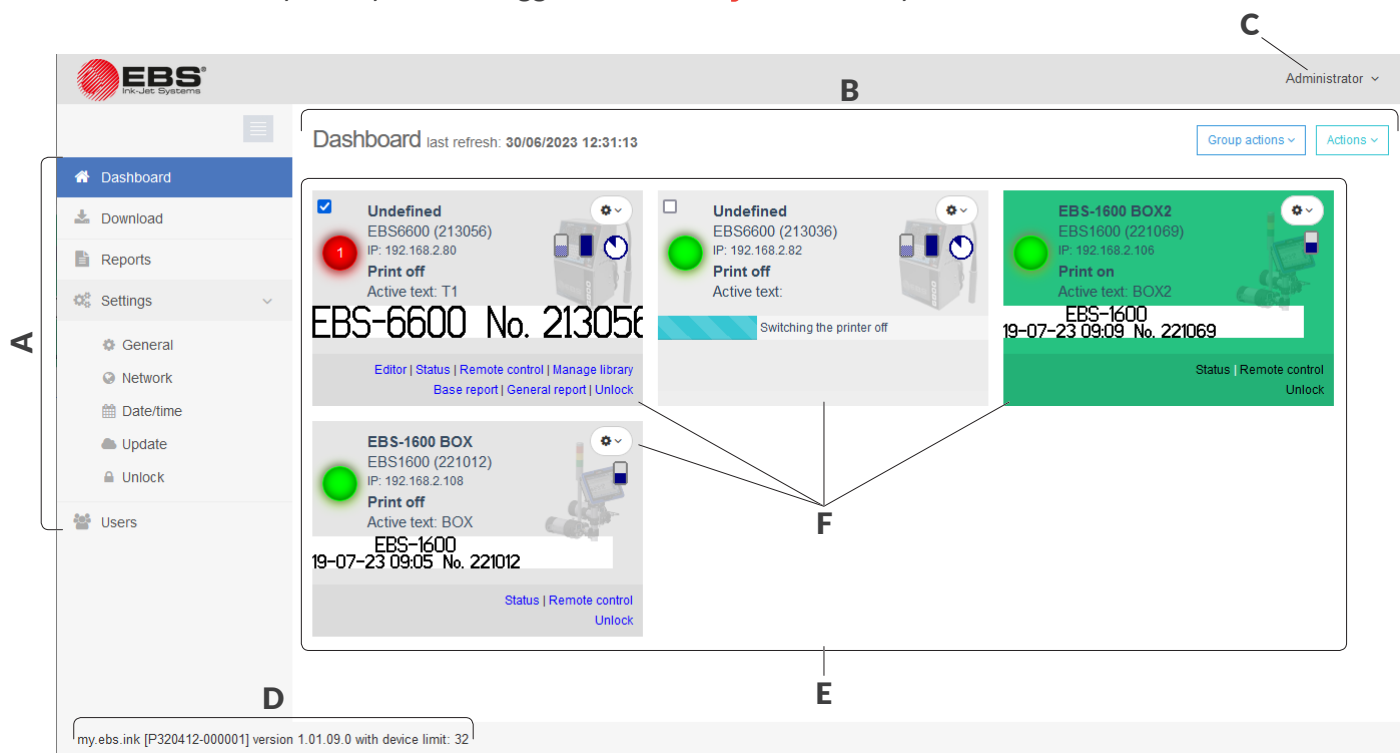 C
EBS®
Ink-Jet Systems
Administrator
B
Dashboard last refresh: 30/06/2023 12:31:13
Group actions
Actions
A
Dashboard
Download
Reports
Settings
General
Network
Date/time
Update
Unlock
Users
Undefined
EBS6600 (213056)
1
IP: 192.168.2.80
Print off
Active text: T1
EBS-6600 No. 213056
Editor | Status | Remote control | Manage library
Base report | General report | Unlock
Undefined
EBS6600 (213036)
IP: 192.168.2.82
Print off
Active text:
Switching the printer off
EBS-1600 BOX2
EBS1600 (221069)
IP: 192.168.2.106
Print on
Active text: BOX2
EBS-1600
19-07-23 09:09 No. 221069
Status | Remote control
Unlock
EBS-1600 BOX
EBS1600 (221012)
IP: 192.168.2.108
Print off
Active text: BOX
EBS-1600
19-07-23 09:05 No. 221012
Status | Remote control
Unlock
F
E
D
my.ebs.ink [P320412-000001] version 1.01.09.0 with device limit: 32